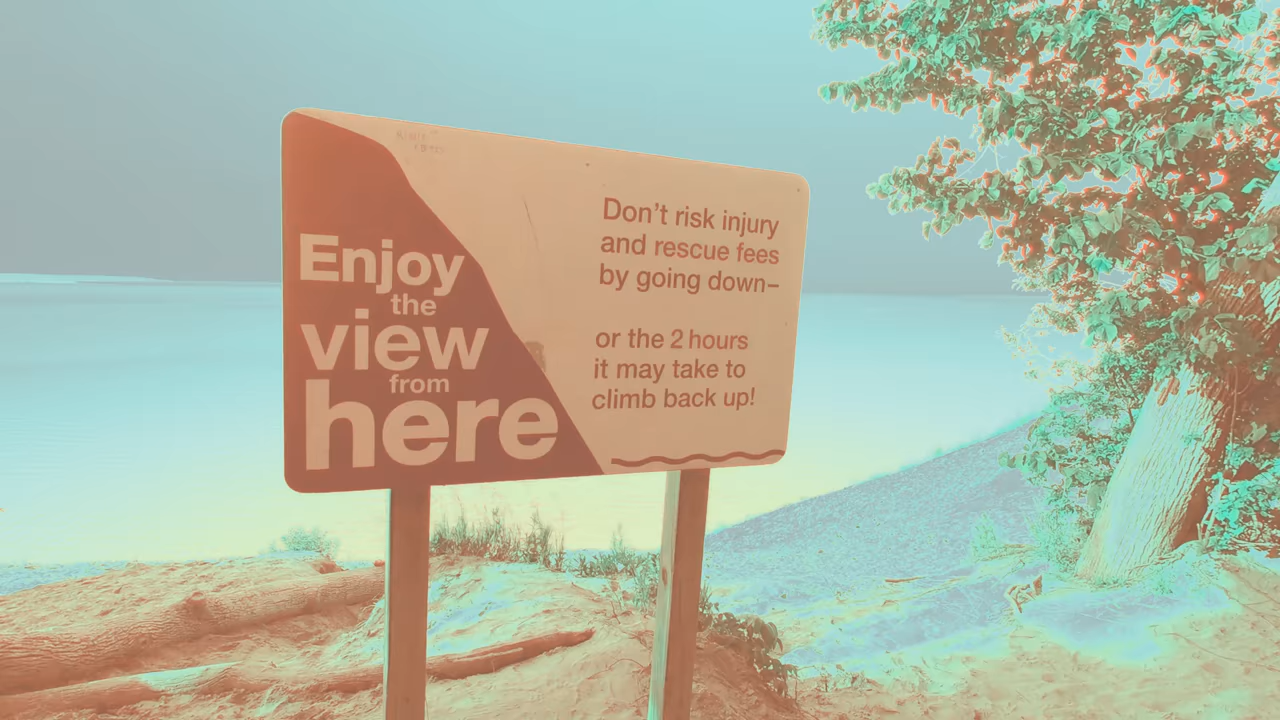 Enjoy
the
view
from
here
Don't risk injury
and rescue fees
by going down–
or the 2 hours
it may take to
climb back up!